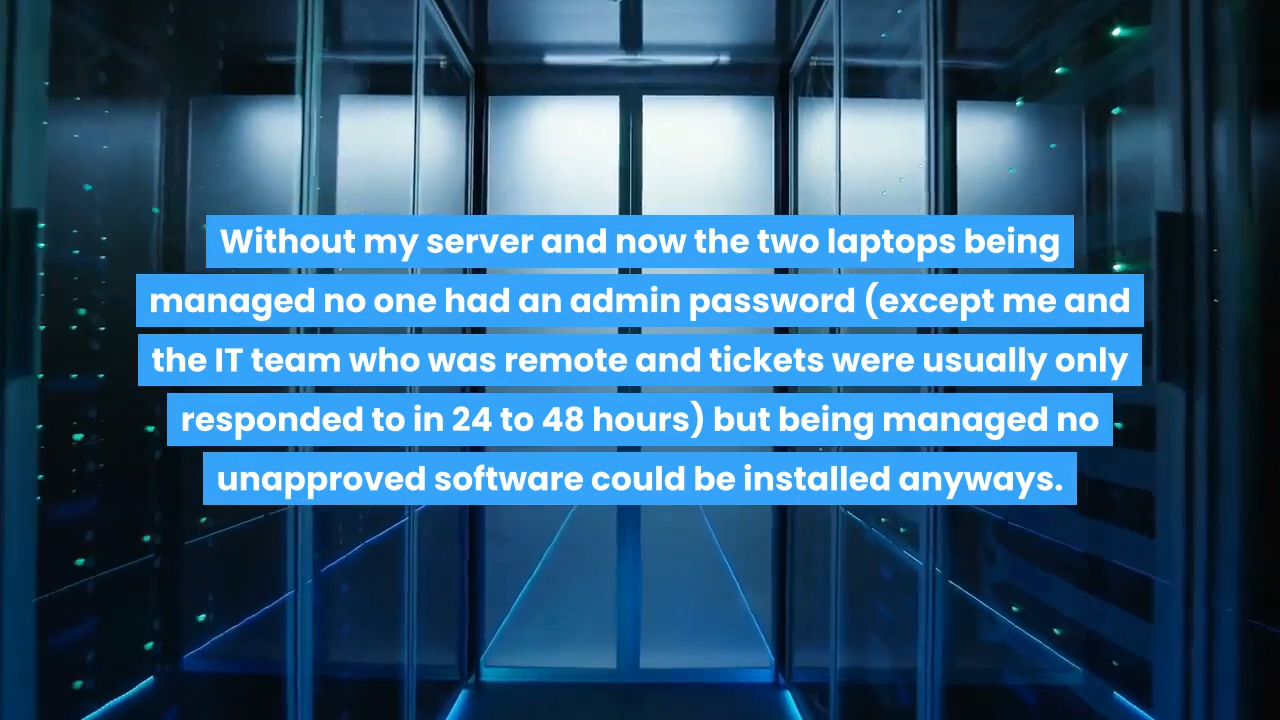 Without my server and now the two laptops being
managed no one had an admin password (except me and
the IT team who was remote and tickets were usually only
responded to in 24 to 48 hours) but being managed no
unapproved software could be installed anyways.